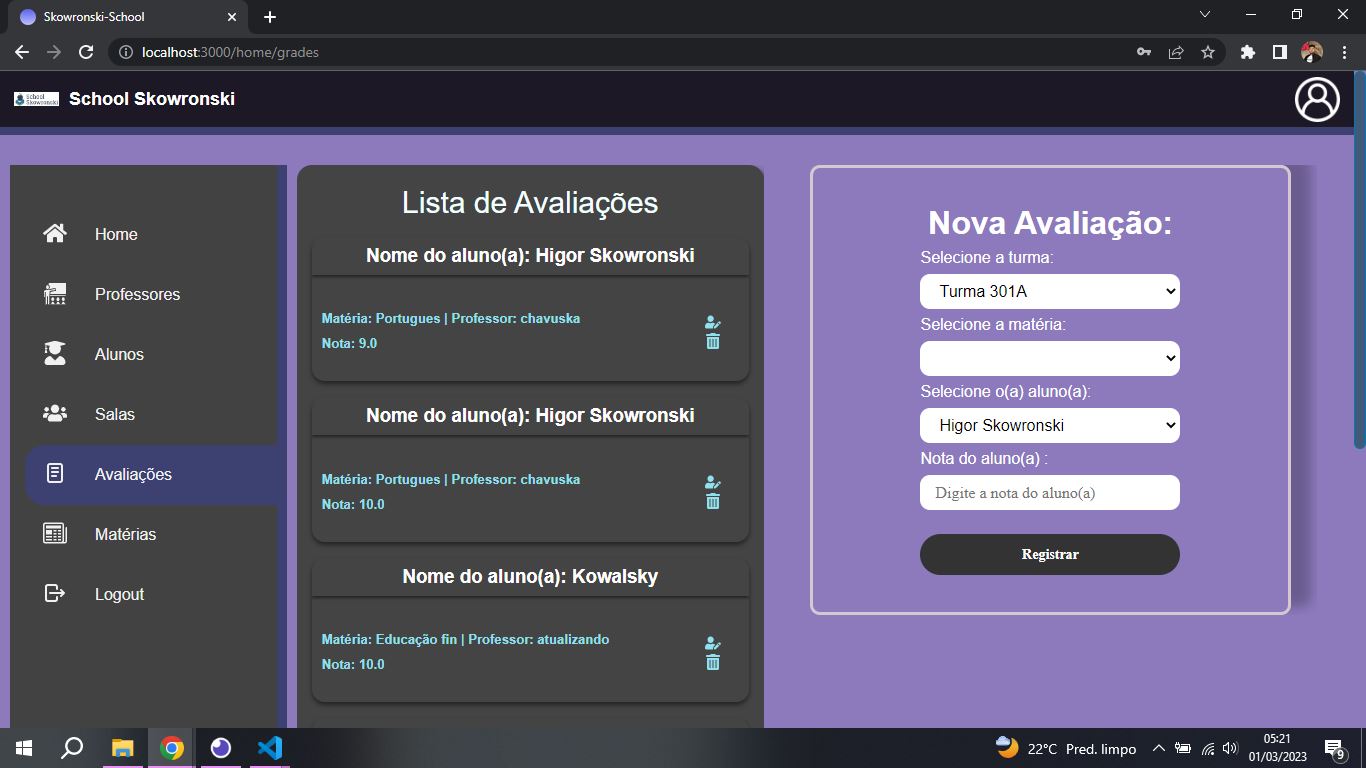 Skowronski-School
localhost:3000/home/grades
School Skowronski
School Skowronski
Home
Professores
Alunos
Salas
Avaliações
Matérias
Logout
Lista de Avaliações
Nome do aluno(a): Higor Skowronski
Matéria: Portugues | Professor: chavuska
Nota: 9.0
Nome do aluno(a): Higor Skowronski
Matéria: Portugues | Professor: chavuska
Nota: 10.0
Nome do aluno(a): Kowalsky
Matéria: Educação fin | Professor: atualizando
Nota: 10.0
Nova Avaliação:
Selecione a turma:
Turma 301A
Selecione a matéria:
Selecione o(a) aluno(a):
Higor Skowronski
Nota do aluno(a) :
Digite a nota do aluno(a)
Registrar
22°C Pred. limpo
05:21
01/03/2023
9